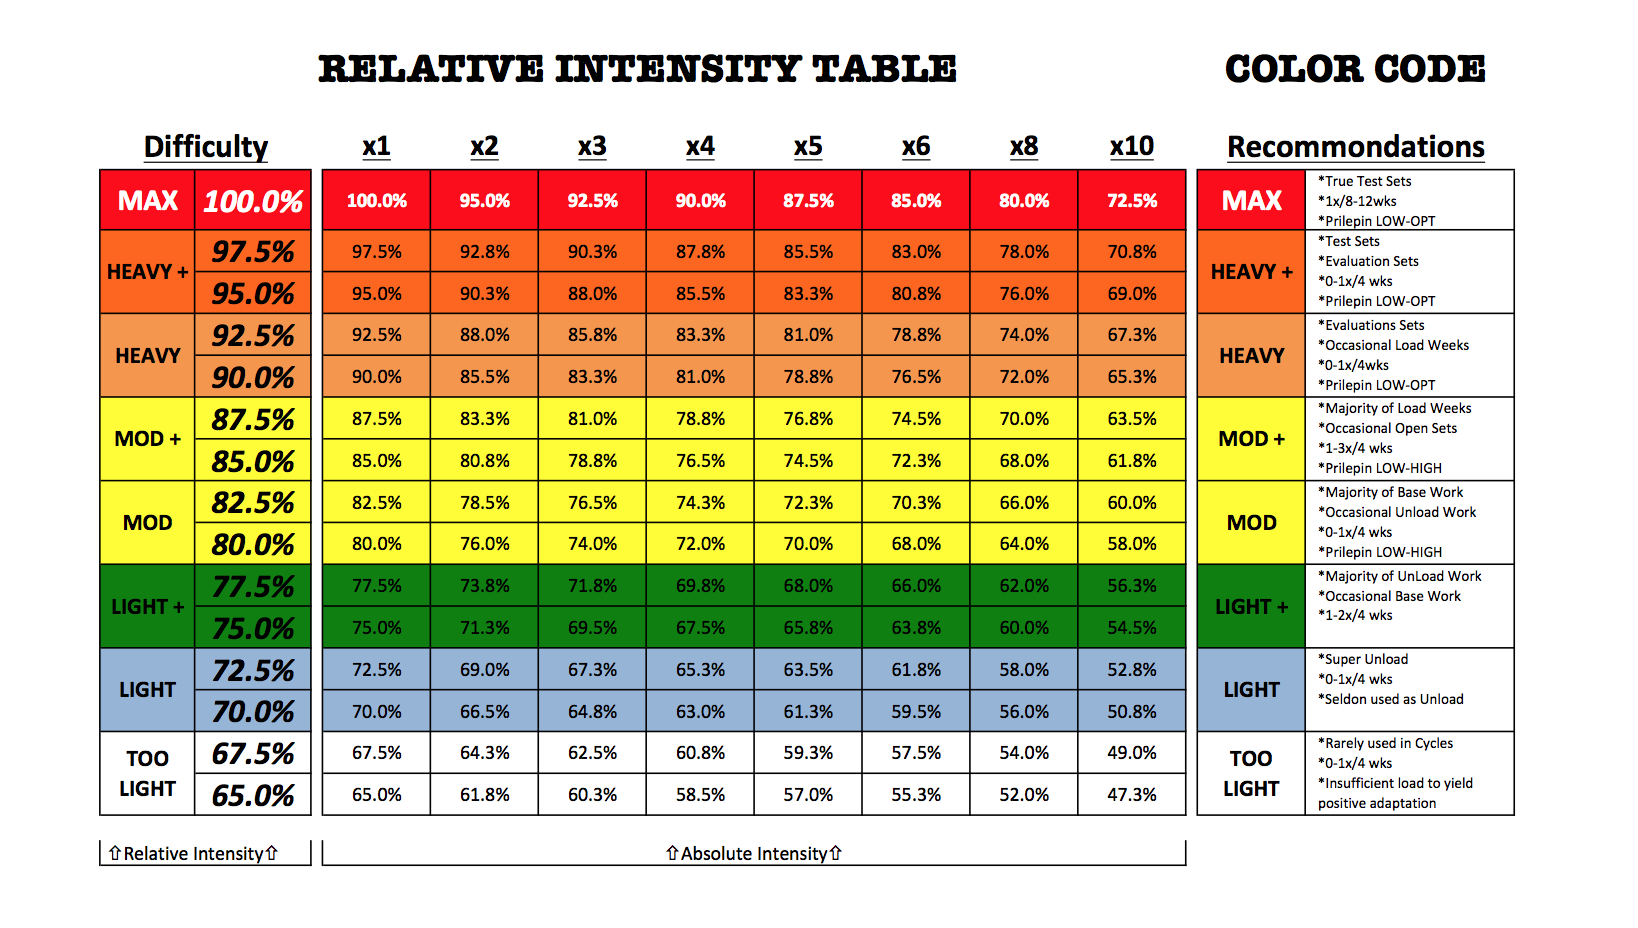 RELATIVE INTENSITY TABLE COLOR CODE
Difficulty x1 x2 x3 x4 x5 x6 x8 x10 Recommondations
MAX 100.0% 100.0% 95.0% 92.5% 90.0% 87.5% 85.0% 80.0% 72.5%
HEAVY +
97.5% 97.5% 92.8% 90.3% 87.8% 85.5% 83.0% 78.0% 70.8%
95.0% 95.0% 90.3% 88.0% 85.5% 83.3% 80.8% 76.0% 69.0%
HEAVY
92.5% 92.5% 88.0% 85.8% 83.3% 81.0% 78.8% 74.0% 67.3%
90.0% 90.0% 85.5% 83.3% 81.0% 78.8% 76.5% 72.0% 65.3%
MOD +
87.5% 87.5% 83.3% 81.0% 78.8% 76.8% 74.5% 70.0% 63.5%
85.0% 85.0% 80.8% 78.8% 76.5% 74.5% 72.3% 68.0% 61.8%
MOD
82.5% 82.5% 78.5% 76.5% 74.3% 72.3% 70.3% 66.0% 60.0%
80.0% 80.0% 76.0% 74.0% 72.0% 70.0% 68.0% 64.0% 58.0%
LIGHT +
77.5% 77.5% 73.8% 71.8% 69.8% 68.0% 66.0% 62.0% 56.3%
75.0% 75.0% 71.3% 69.5% 67.5% 65.8% 63.8% 60.0% 54.5%
LIGHT
72.5% 72.5% 69.0% 67.3% 65.3% 63.5% 61.8% 58.0% 52.8%
70.0% 70.0% 66.5% 64.8% 63.0% 61.3% 59.5% 56.0% 50.8%
TOO
LIGHT
67.5% 67.5% 64.3% 62.5% 60.8% 59.3% 57.5% 54.0% 49.0%
65.0% 65.0% 61.8% 60.3% 58.5% 57.0% 55.3% 52.0% 47.3%
⇧Relative Intensity⇧ ⇧Absolute Intensity⇧
MAX
*True Test Sets
*1x/8-12wks
*Prilepin LOW-OPT
HEAVY +
*Test Sets
*Evaluation Sets
*0-1x/4 wks
*Prilepin LOW-OPT
HEAVY
*Evaluations Sets
*Occasional Load Weeks
*0-1x/4wks
*Prilepin LOW-OPT
MOD +
*Majority of Load Weeks
*Occasional Open Sets
*1-3x/4 wks
*Prilepin LOW-HIGH
MOD
*Majority of Base Work
*Occasional Unload Work
*0-1x/4 wks
*Prilepin LOW-HIGH
LIGHT +
*Majority of UnLoad Work
*Occasional Base Work
*1-2x/4 wks
LIGHT
*Super Unload
*0-1x/4 wks
*Seldon used as Unload
TOO
LIGHT
*Rarely used in Cycles
*0-1x/4 wks
*Insufficient load to yield
positive adaptation